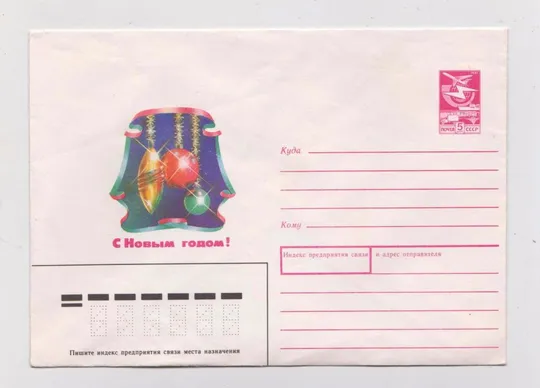 ПОЧТА 5 СССР
Куда
С Новым годом!
Кому
Индекс предприятия связи и адрес отправителя
Пишите индекс предприятия связи места назначения